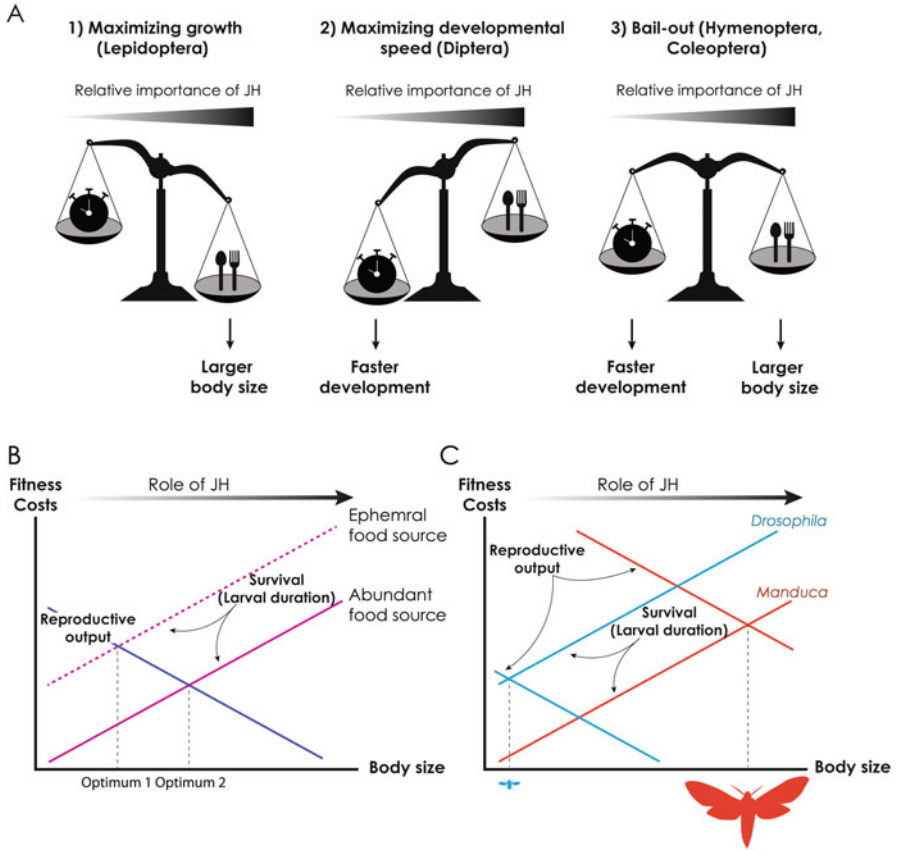 A
1) Maximizing growth
(Lepidoptera)
2) Maximizing developmental
speed (Diptera)
3) Bail-out (Hymenoptera,
Coleoptera)
Relative importance of JH
Relative importance of JH
Relative importance of JH
Larger
body size
Faster
development
Faster
development
Larger
body size
B
Fitness
Costs
Role of JH
Ephemral
food source
Survival
(Larval duration)
Abundant
food source
Reproductive
output
Optimum 1
Optimum 2
Body size
C
Fitness
Costs
Role of JH
Drosophila
Reproductive
output
Manduca
Survival
(Larval duration)
Body size